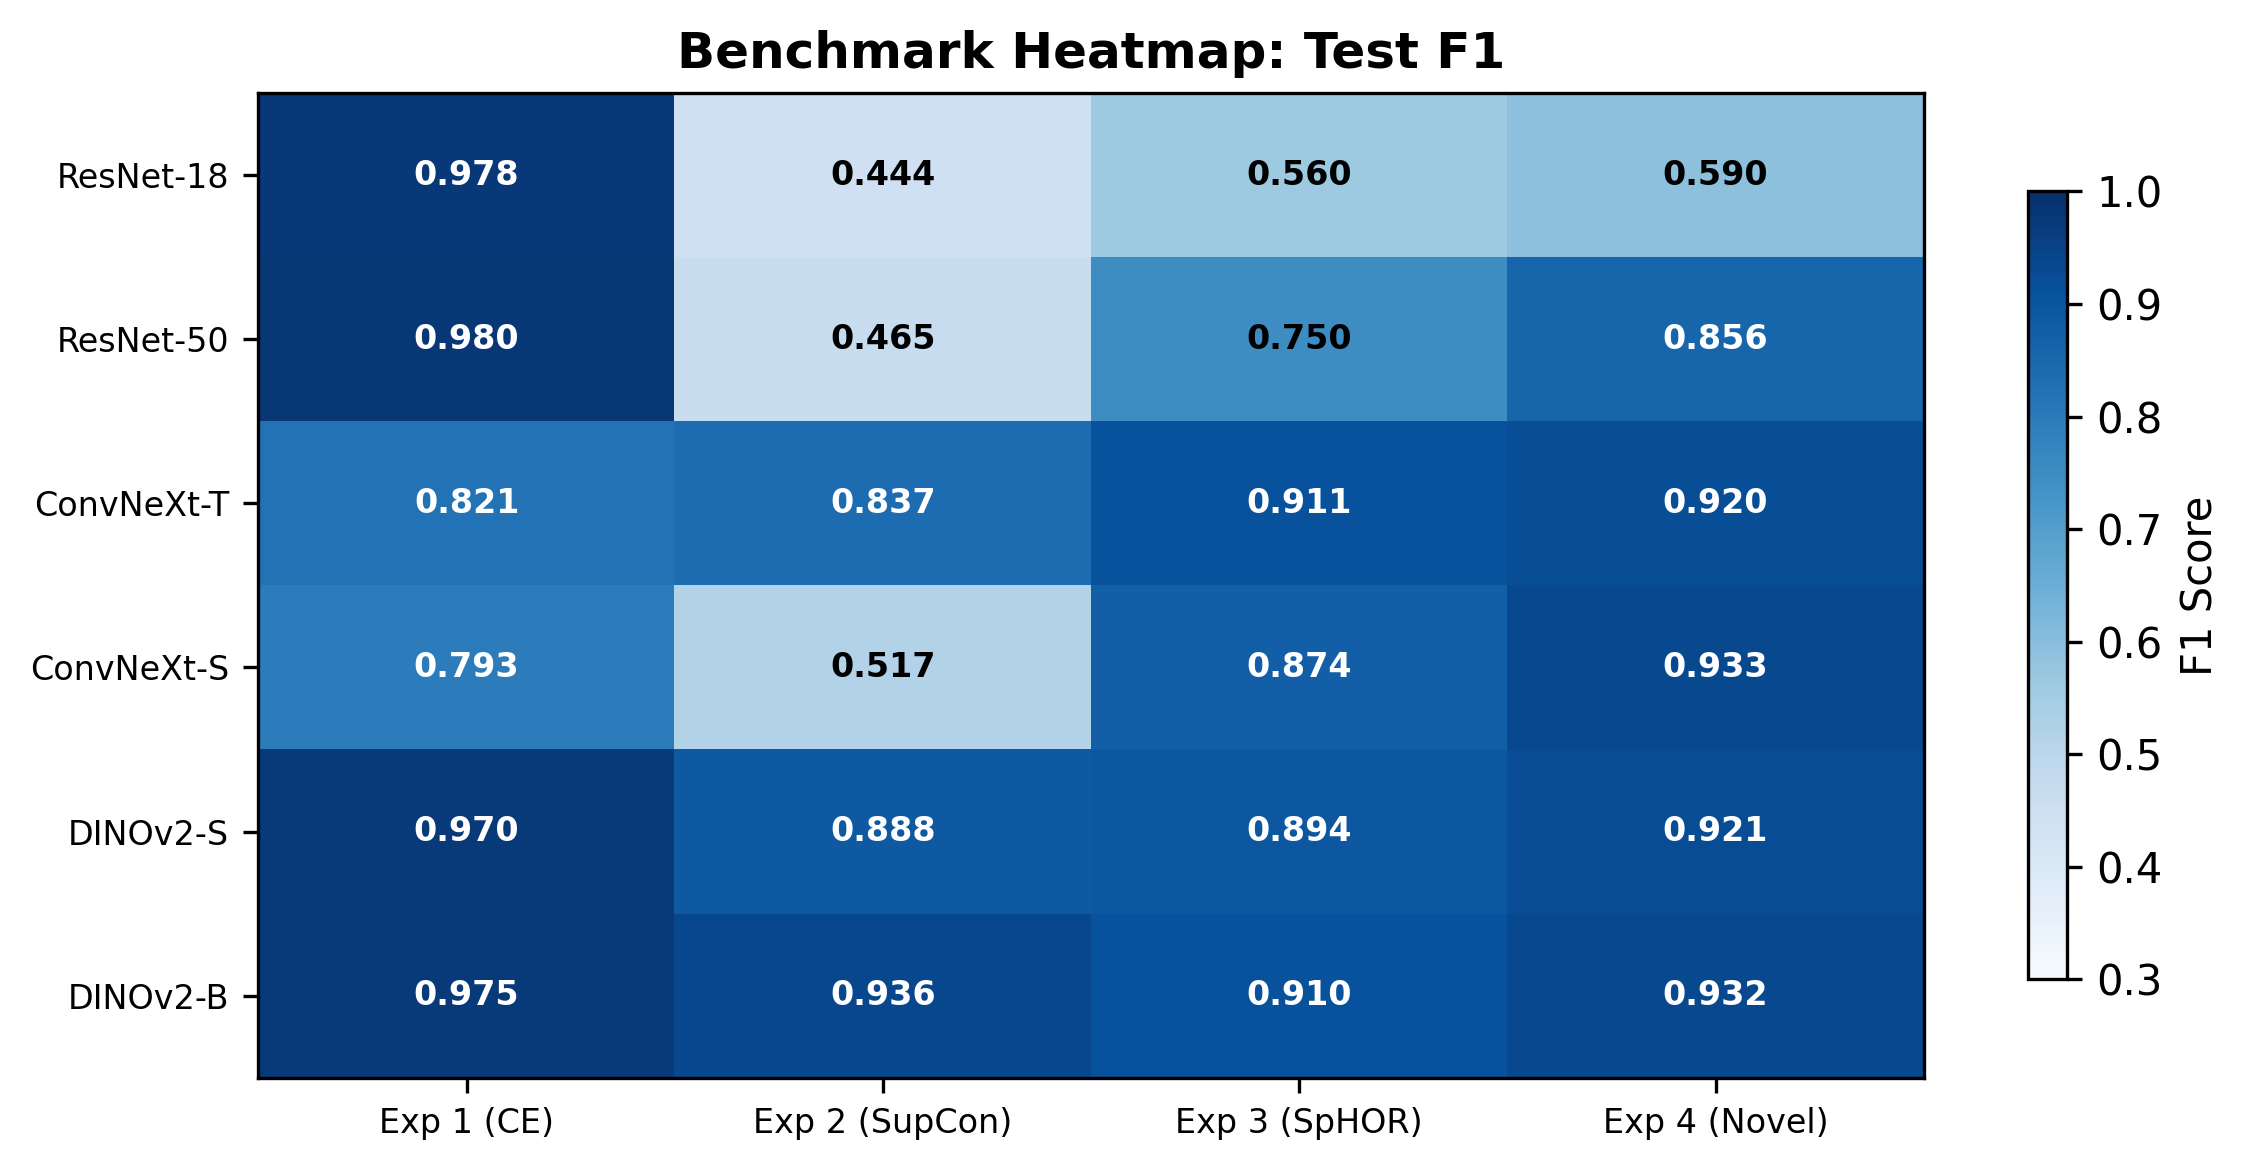 Benchmark Heatmap: Test F1
ResNet-18 0.978 0.444 0.560 0.590
ResNet-50 0.980 0.465 0.750 0.856
ConvNeXt-T 0.821 0.837 0.911 0.920
ConvNeXt-S 0.793 0.517 0.874 0.933
DINOv2-S 0.970 0.888 0.894 0.921
DINOv2-B 0.975 0.936 0.910 0.932
Exp 1 (CE) Exp 2 (SupCon) Exp 3 (SpHOR) Exp 4 (Novel)
1.0
0.9
0.8
0.7
0.6
0.5
0.4
0.3
F1 Score